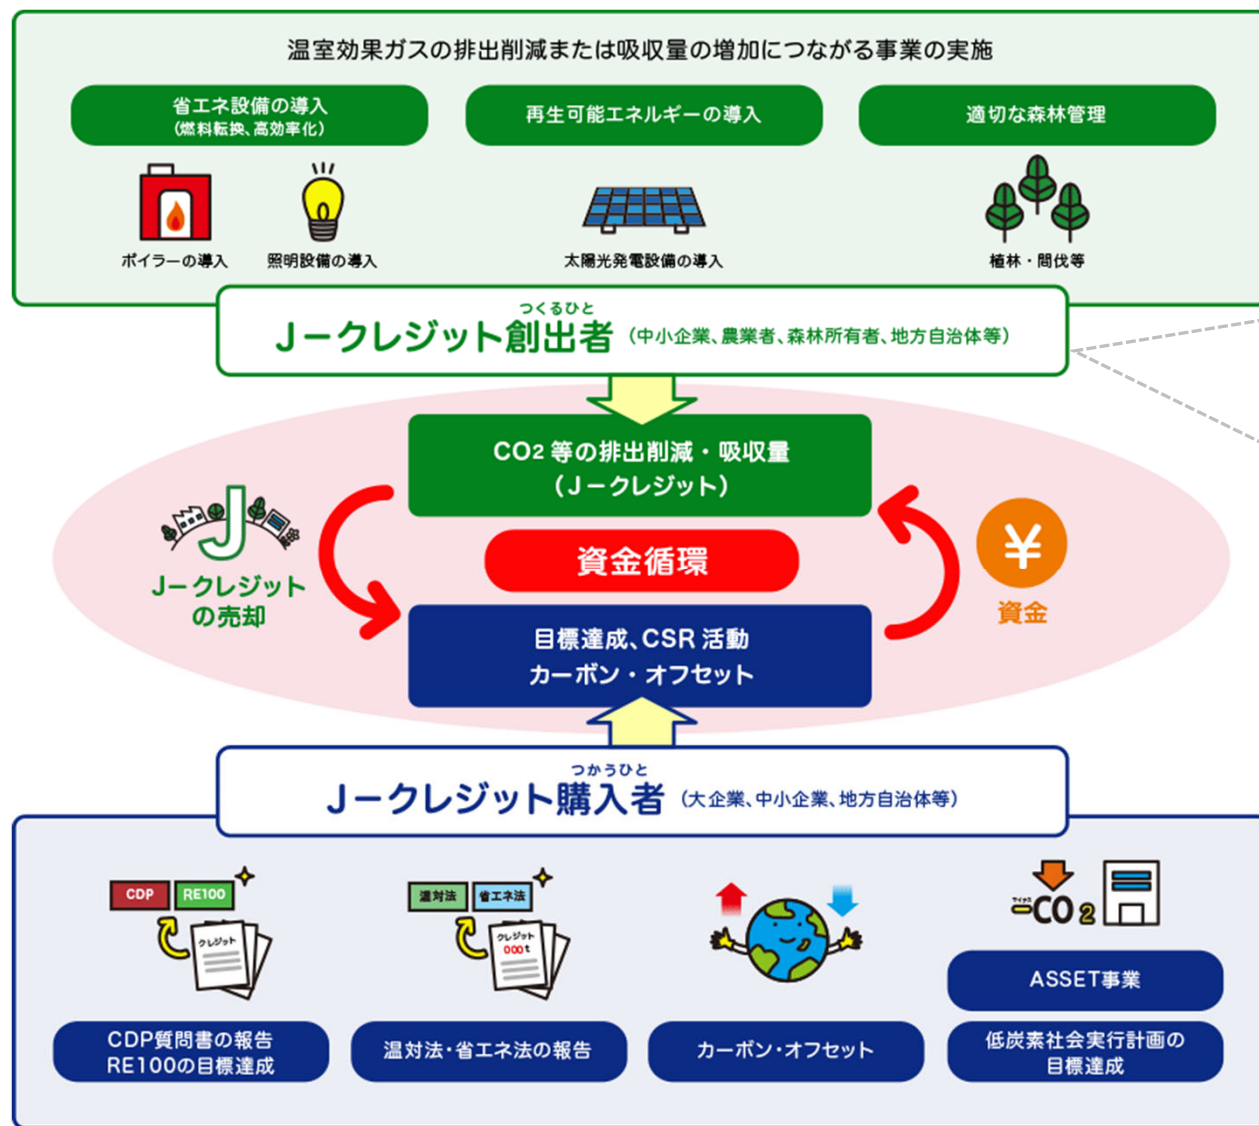 温室効果ガスの排出削減または吸収量の増加につながる事業の実施
省エネ設備の導入
(燃料転換、高効率化)
再生可能エネルギーの導入
適切な森林管理
ボイラーの導入
照明設備の導入
太陽光発電設備の導入
植林・間伐等
つくるひと
Jークレジット創出者 (中小企業、農業者、森林所有者、地方自治体等)
CO2 等の排出削減・吸収量
(Jークレジット)
J
Jークレジット
の売却
資金循環
¥
資金
目標達成、CSR 活動
カーボン・オフセット
つかうひと
Jークレジット購入者 (大企業、中小企業、地方自治体等)
CDP
RE100
クレジット
CDP質問書の報告
RE100の目標達成
温対法
省エネ法
クレジット
000t
温対法・省エネ法の報告
カーボン・オフセット
マイナス
ーCO2
ASSET事業
低炭素社会実行計画の
目標達成